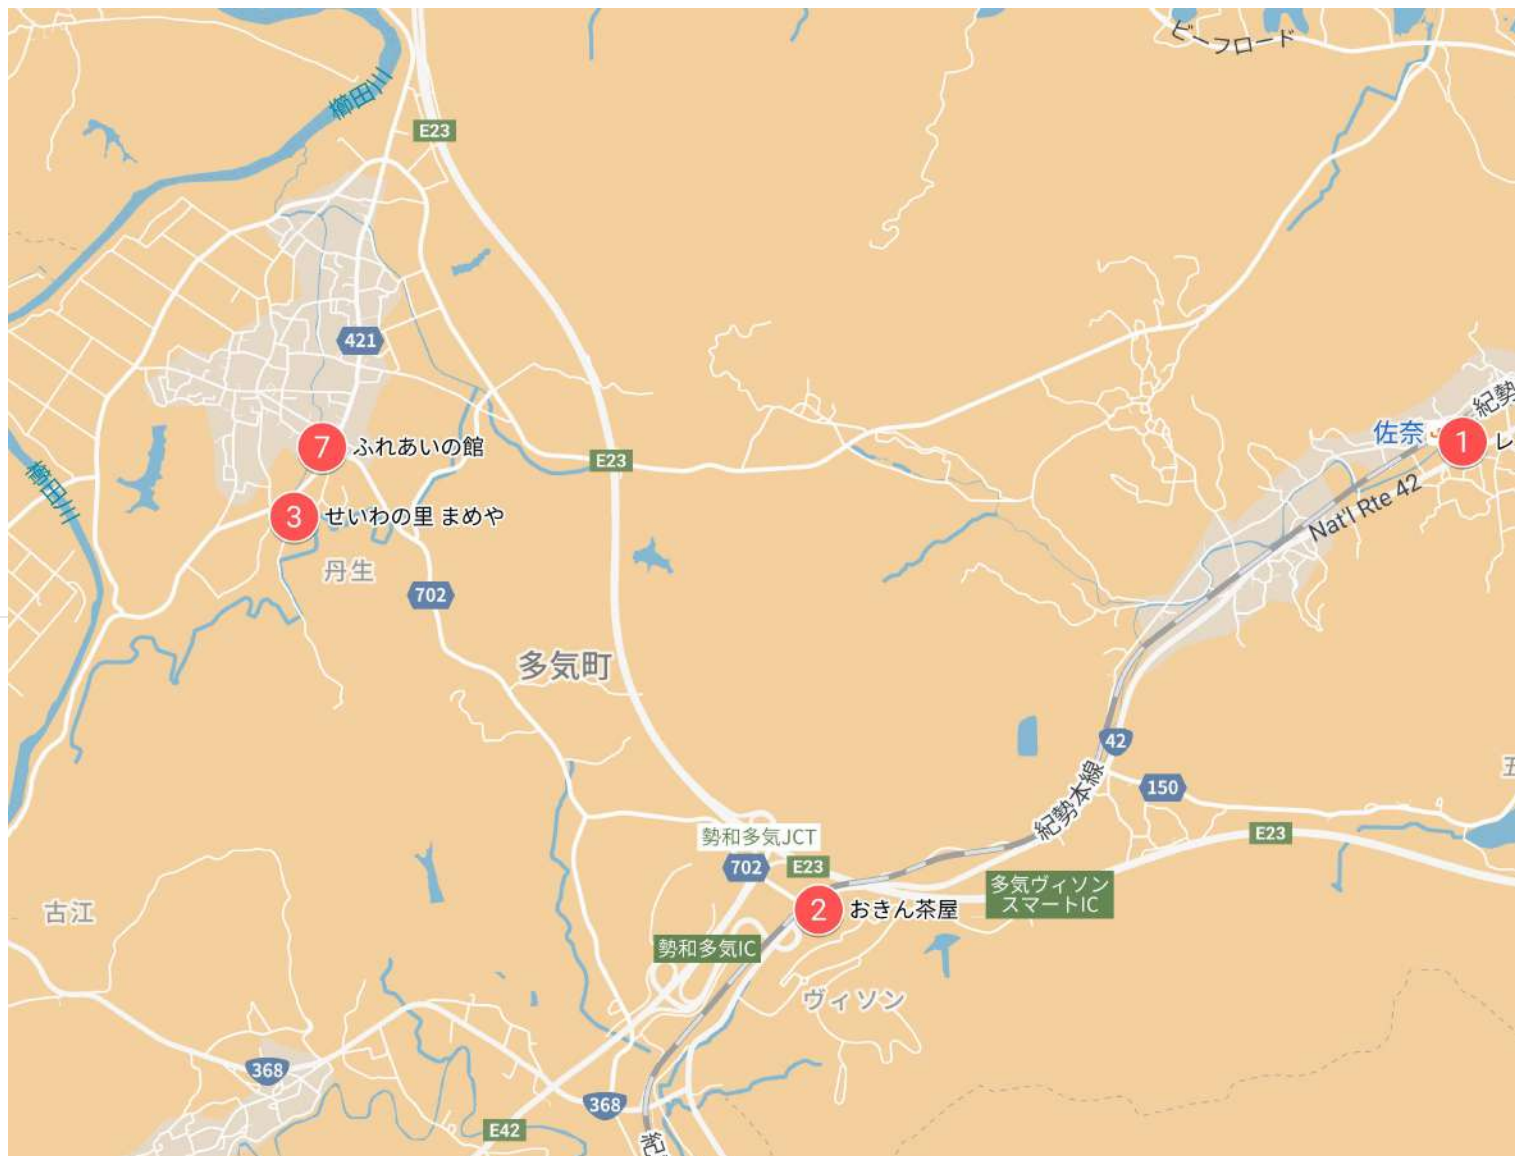 ビーフロード
櫛田川
E23
421
佐奈
紀勢
1
レ
7
ふれあいの館
E23
櫛田川
3
せいわの里 まめや
Nat'l Rte 42
丹生
702
多気町
42
五
150
紀勢本線
勢和多気JCT
E23
702
E23
多気ヴィソン
スマートIC
2
おきん茶屋
古江
勢和多気IC
ヴィソン
368
368
E42
紀